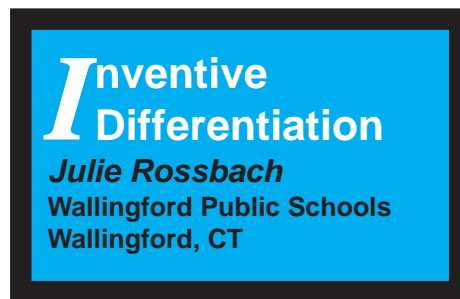 Inventive
Differentiation
Julie Rossbach
Wallingford Public Schools
Wallingford, CT